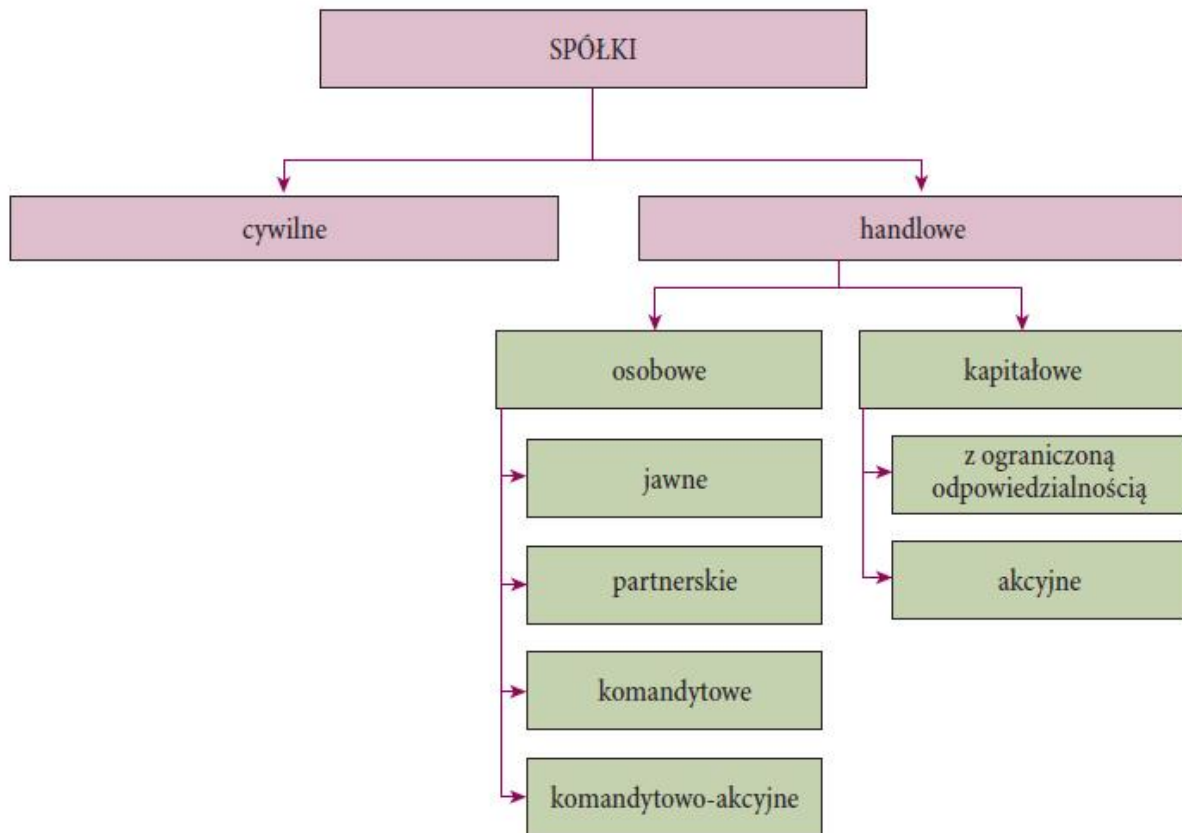 SPÓŁKI
cywilne
handlowe
osobowe
kapitałowe
jawne
partnerskie
komandytowe
komandytowo-akcyjne
z ograniczoną
odpowiedzialnością
akcyjne